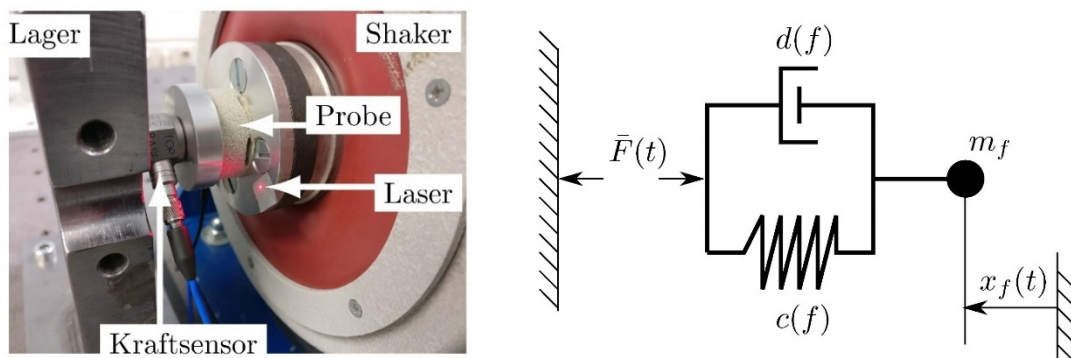 Lager
Shaker
Probe
Laser
Kraftsensor
d(f)
F̄(t)
m_f
x_f(t)
c(f)